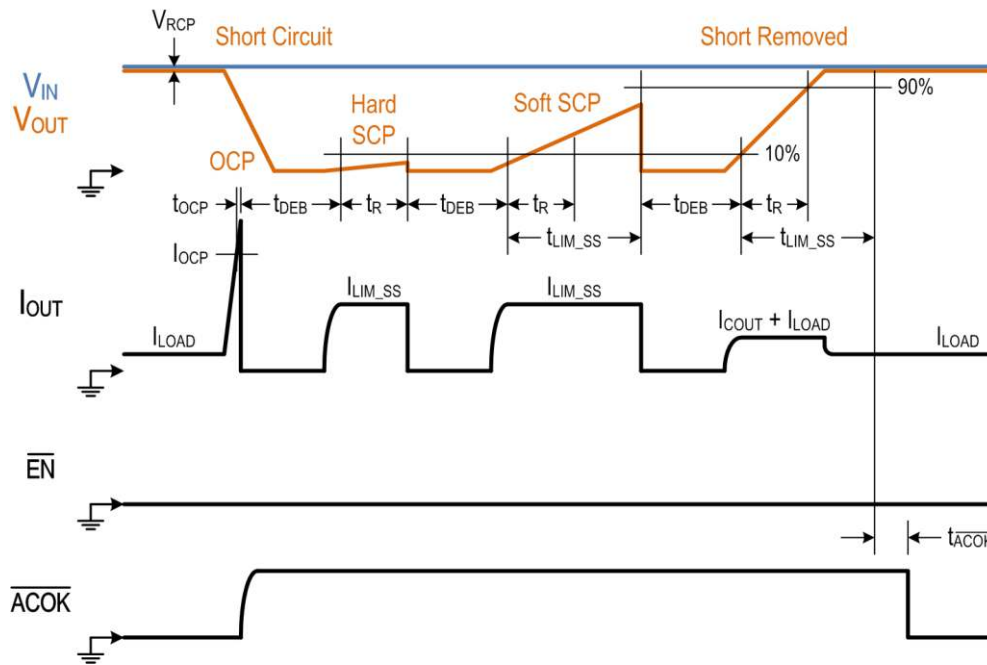 VRCP
Short Circuit
Short Removed
VIN
VOUT
90%
Hard
SCP
Soft SCP
OCP
10%
tOCP
tDEB
tR
tDEB
tR
tDEB
tR
tLIM_SS
tLIM_SS
IOCP
IOUT
ILOAD
ILIM_SS
ILIM_SS
ICOUT + ILOAD
ILOAD
EN
tACOK
ACOK